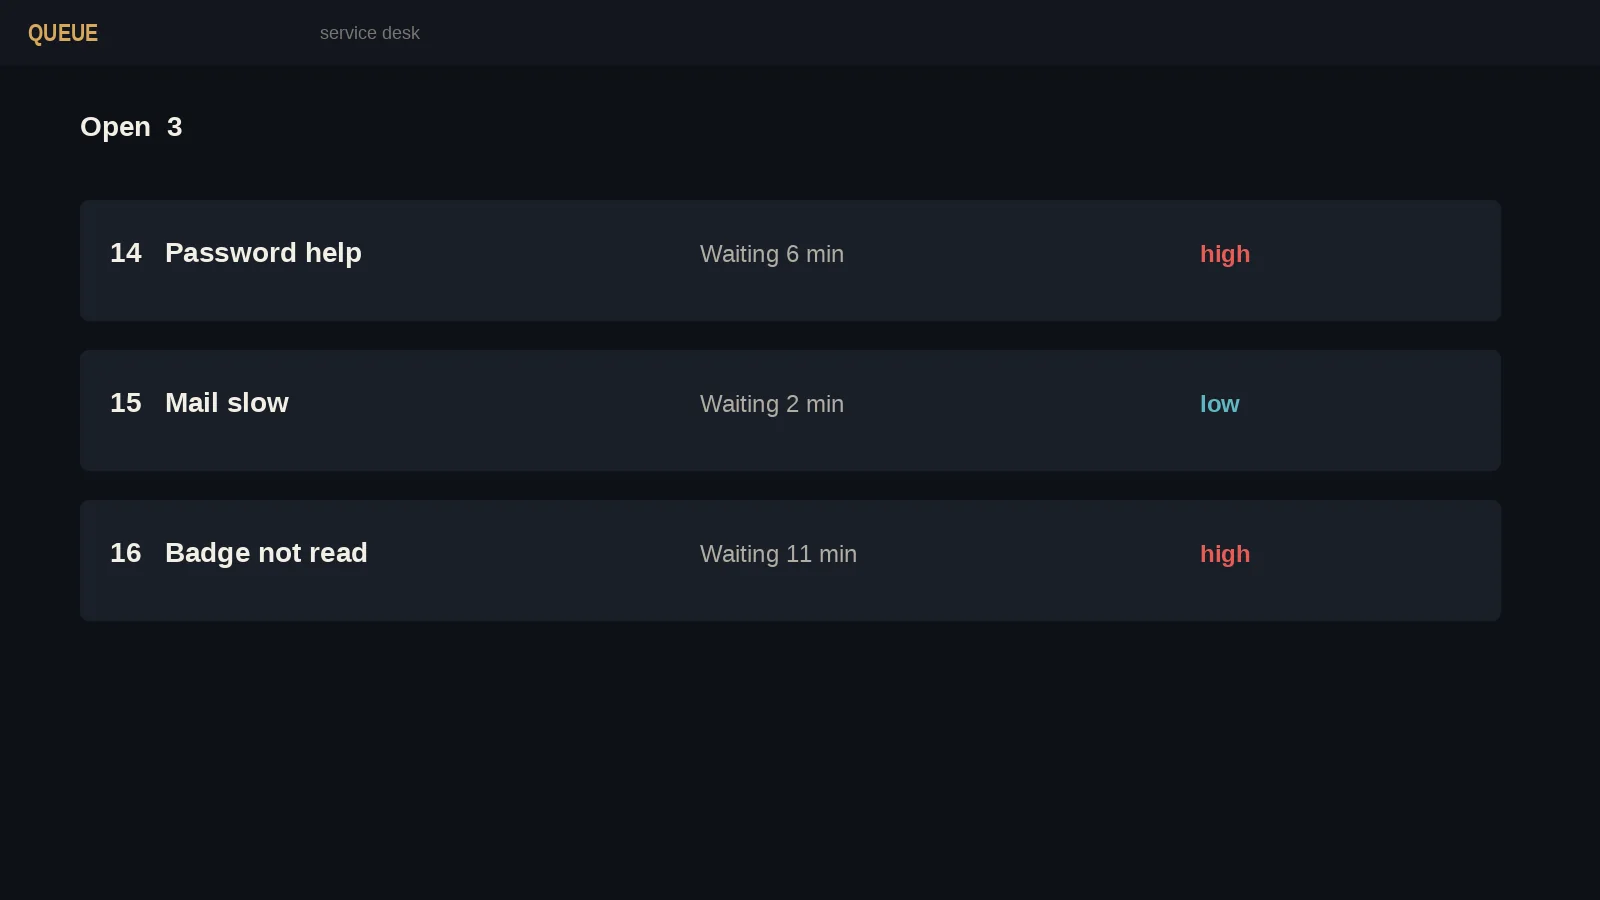 QUEUE service desk
Open 3
14 Password help Waiting 6 min high
15 Mail slow Waiting 2 min low
16 Badge not read Waiting 11 min high